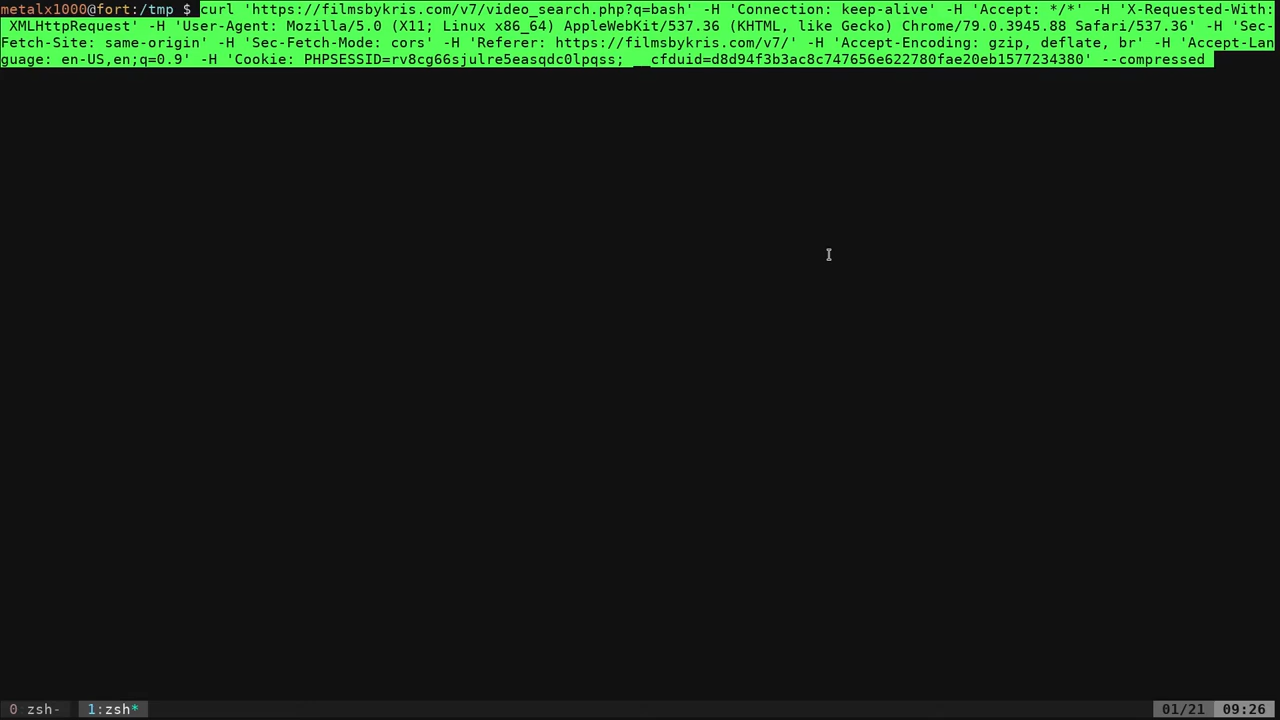 metalx1000@fort:/tmp $ curl 'https://filmsbykris.com/v7/video_search.php?q=bash' -H 'Connection: keep-alive' -H 'Accept: */*' -H 'X-Requested-With:
 XMLHttpRequest' -H 'User-Agent: Mozilla/5.0 (X11; Linux x86_64) AppleWebKit/537.36 (KHTML, like Gecko) Chrome/79.0.3945.88 Safari/537.36' -H 'Sec-
Fetch-Site: same-origin' -H 'Sec-Fetch-Mode: cors' -H 'Referer: https://filmsbykris.com/v7/' -H 'Accept-Encoding: gzip, deflate, br' -H 'Accept-Lan
guage: en-US,en;q=0.9' -H 'Cookie: PHPSESSID=rv8cg66sjulre5easqdc0lpqss; __cfduid=d8d94f3b3ac8c747656e622780fae20eb1577234380' --compressed
0 zsh- 1:zsh* 01/21 09:26